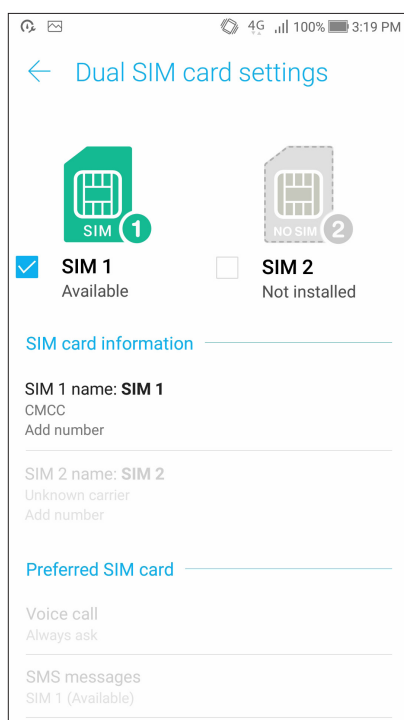 4G 100% 3:19 PM
Dual SIM card settings
SIM 1
NO SIM 2
SIM 1
Available
SIM 2
Not installed
SIM card information
SIM 1 name: SIM 1
CMCC
Add number
SIM 2 name: SIM 2
Unknown carrier
Add number
Preferred SIM card
Voice call
Always ask
SMS messages
SIM 1 (Available)